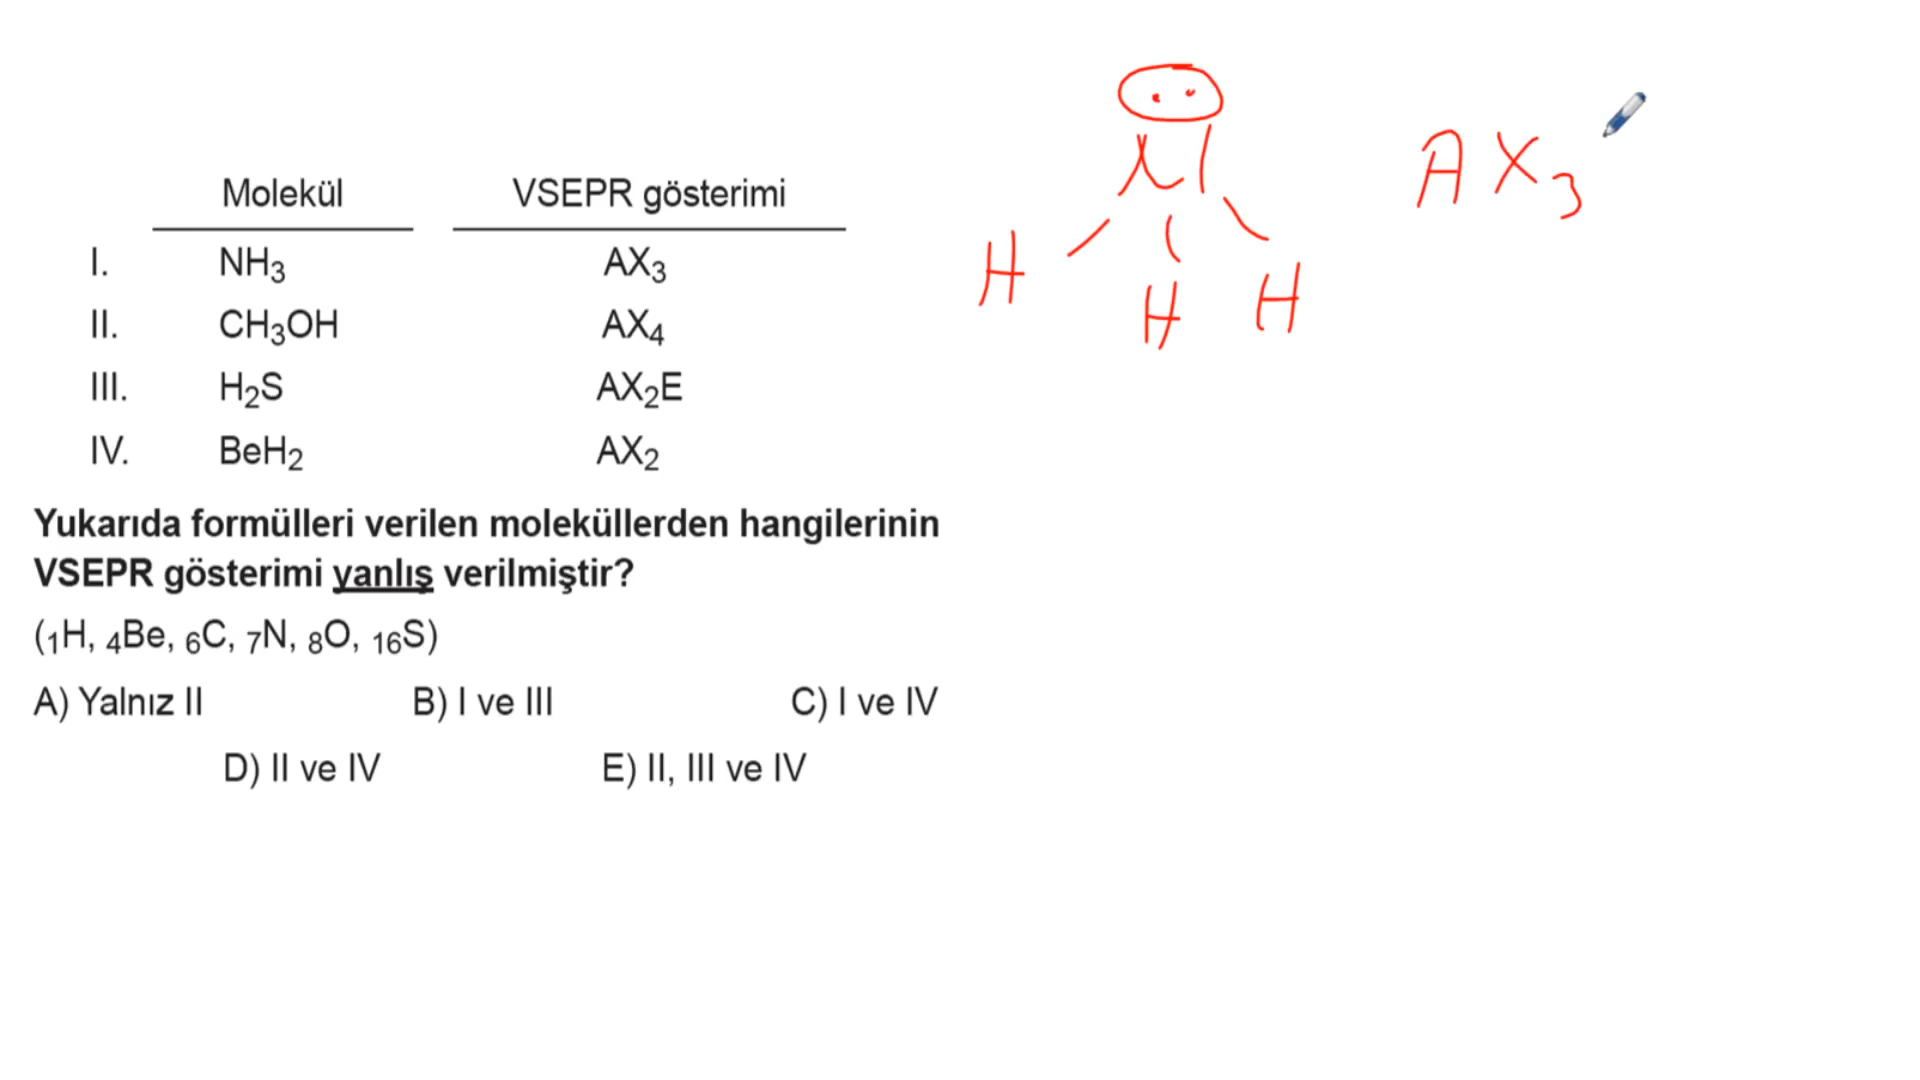 Molekül VSEPR gösterimi
I. NH3 AX3
II. CH3OH AX4
III. H2S AX2E
IV. BeH2 AX2
Yukarıda formülleri verilen moleküllerden hangilerinin
VSEPR gösterimi yanlış verilmiştir?
(1H, 4Be, 6C, 7N, 8O, 16S)
A) Yalnız II B) I ve III C) I ve IV
D) II ve IV E) II, III ve IV
N
H H H
AX3